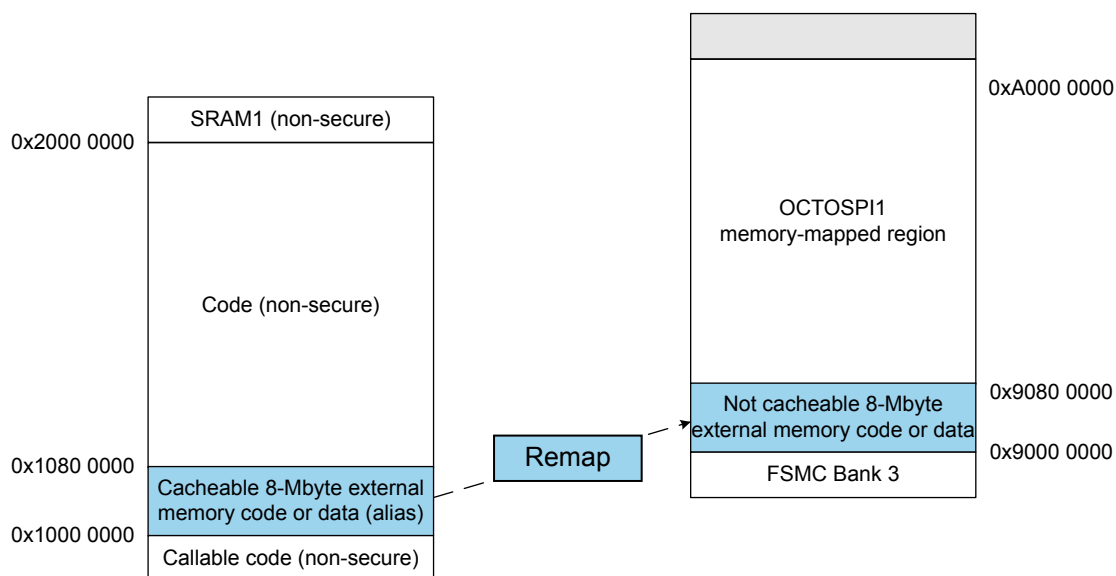 SRAM1 (non-secure)
0x2000 0000
Code (non-secure)
0x1080 0000
Cacheable 8-Mbyte external
memory code or data (alias)
0x1000 0000
Callable code (non-secure)
Remap
0xA000 0000
OCTOSPI1
memory-mapped region
0x9080 0000
Not cacheable 8-Mbyte
external memory code or data
0x9000 0000
FSMC Bank 3